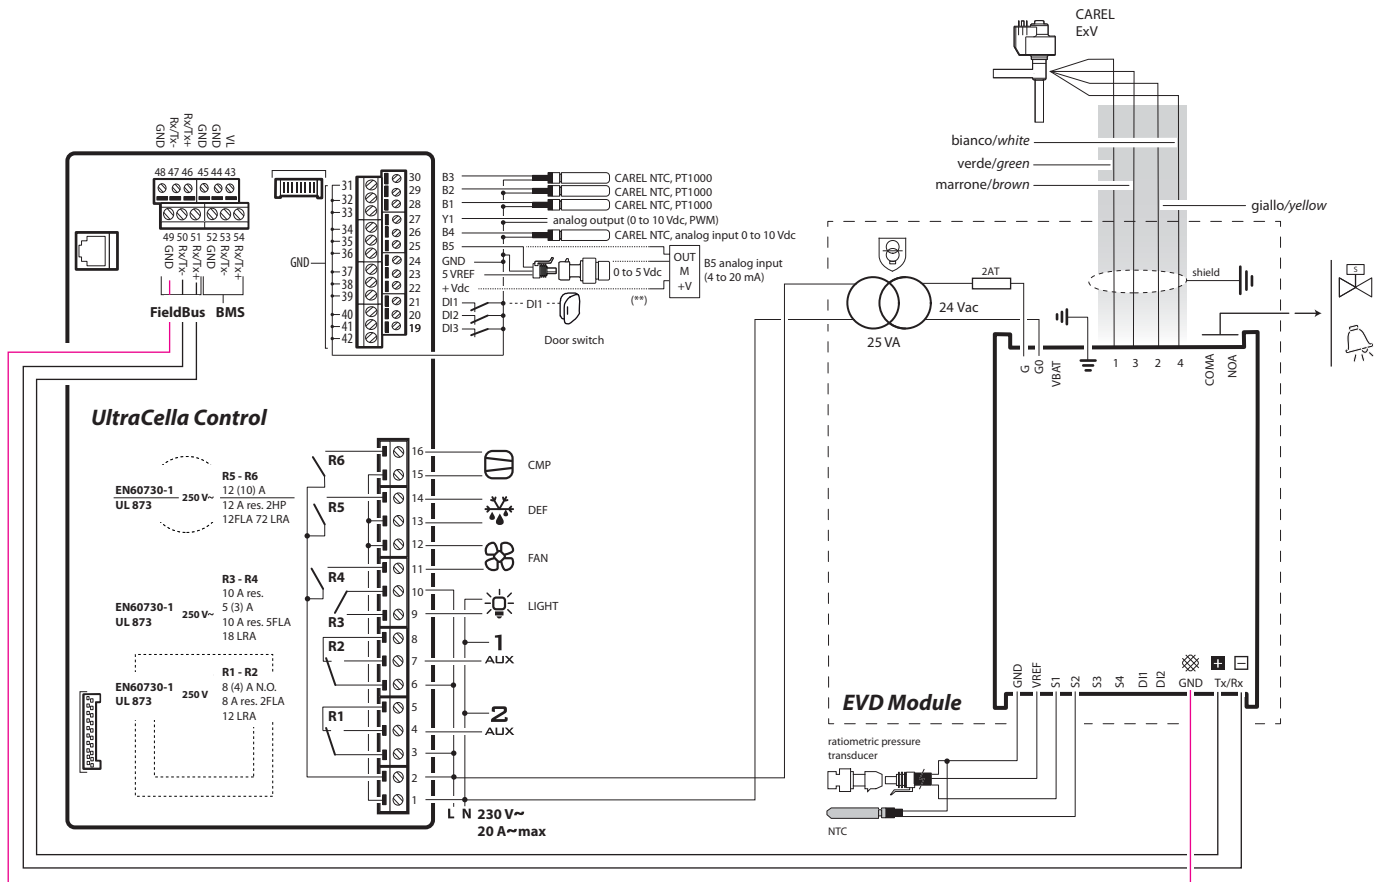 CAREL
ExV
bianco/white
verde/green
marrone/brown
giallo/yellow
shield
GND
Rx/Tx-
Rx/Tx+
GND
GND
VL
48 47 46 45 44 43
49 50 51 52 53 54
GND
Rx/Tx-
Rx/Tx+
GND
Rx/Tx-
Rx/Tx+
FieldBus BMS
GND
31
32
33
34
35
36
37
38
39
40
41
42
30 B3 CAREL NTC, PT1000
29 B2 CAREL NTC, PT1000
28 B1 CAREL NTC, PT1000
27 Y1 analog output (0 to 10 Vdc, PWM)
26 B4 CAREL NTC, analog input 0 to 10 Vdc
25 B5
24 GND
23 5 VREF 0 to 5 Vdc
22 + Vdc (**)
21 DI1 DI1
20 DI2
19 DI3
Door switch
OUT
M
+V
B5 analog input
(4 to 20 mA)
UltraCella Control
EN60730-1
UL 873
250 V~
R5 - R6
12 (10) A
12 A res. 2HP
12FLA 72 LRA
EN60730-1
UL 873
250 V~
R3 - R4
10 A res.
5 (3) A
10 A res. 5FLA
18 LRA
EN60730-1
UL 873
250 V
R1 - R2
8 (4) A N.O.
8 A res. 2FLA
12 LRA
R6
R5
R4
R3
R2
R1
16
15
14
13
12
11
10
9
8
7
6
5
4
3
2
1
CMP
DEF
FAN
LIGHT
1
AUX
2
AUX
L N 230 V~
20 A~max
25 VA
24 Vac
2AT
G
G0
VBAT
1 3 2 4
COMA
NOA
S
EVD Module
GND
VREF
S1
S2
S3
S4
DI1
DI2
GND
+ -
Tx/Rx
ratiometric pressure
transducer
NTC